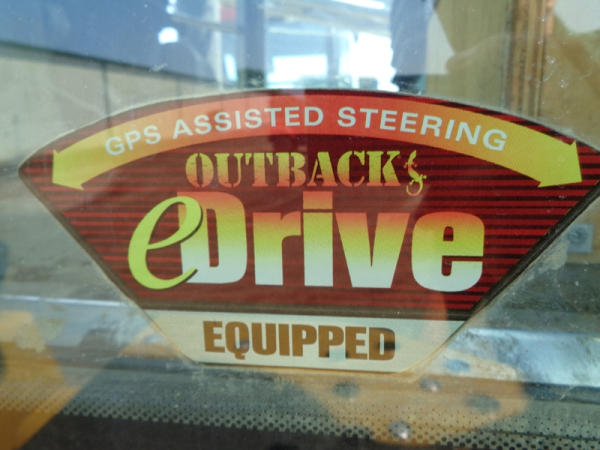 GPS ASSISTED STEERING
OUTBACK
eDrive
EQUIPPED